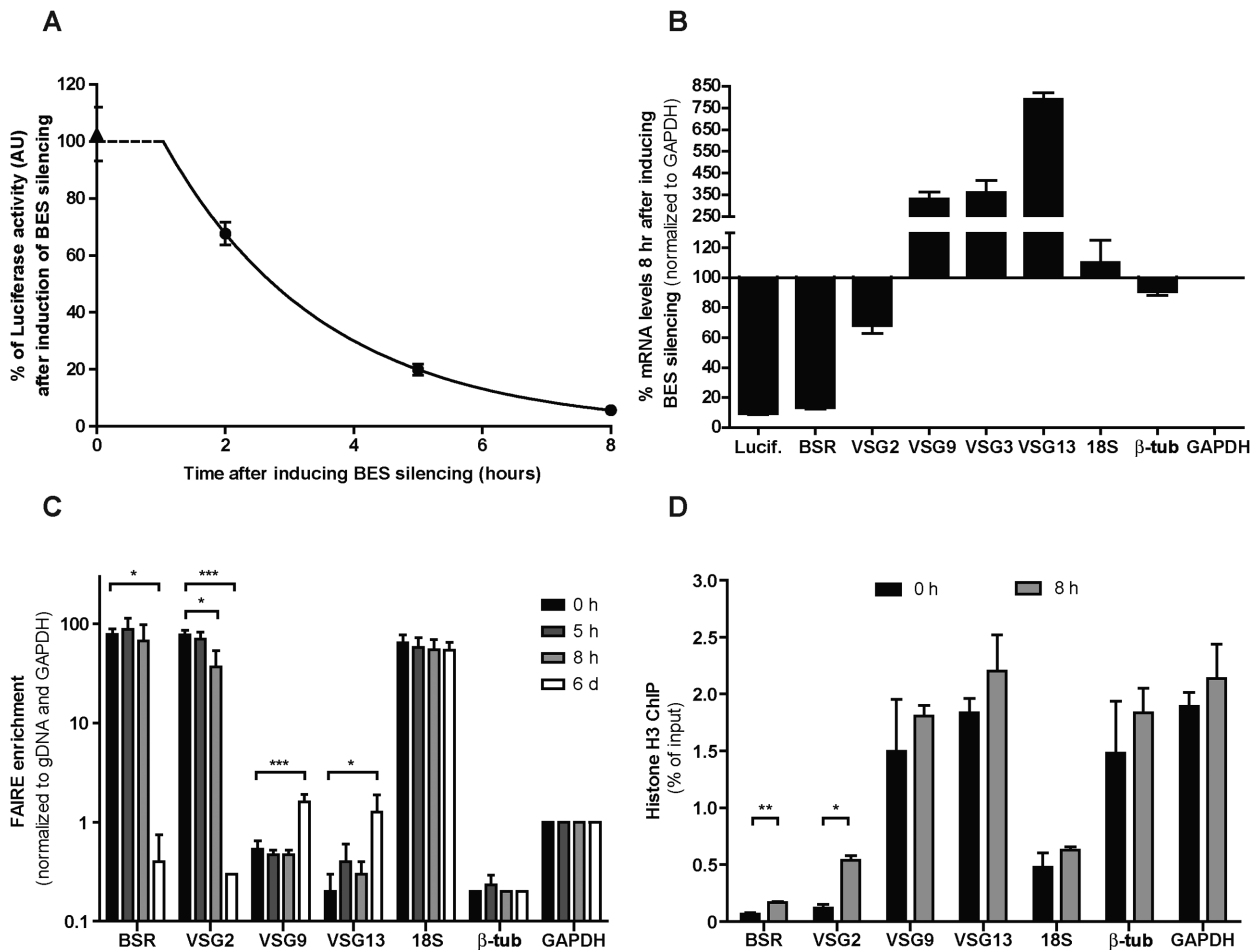 A
% of Luciferase activity (AU)
after induction of BES silencing
120
100
80
60
40
20
0
0 2 4 6 8
Time after inducing BES silencing (hours)
B
% mRNA levels 8 hr after inducing
BES silencing (normalized to GAPDH)
850
750
650
550
450
350
250
120
100
80
60
40
20
0
Lucif. BSR VSG2 VSG9 VSG3 VSG13 18S β-tub GAPDH
C
FAIRE enrichment
(normalized to gDNA and GAPDH)
100
10
1
0.1
* *** * *** *
0 h
5 h
8 h
6 d
BSR VSG2 VSG9 VSG13 18S β-tub GAPDH
D
Histone H3 ChIP
(% of input)
3.0
2.5
2.0
1.5
1.0
0.5
0
0 h 8 h
** *
BSR VSG2 VSG9 VSG13 18S β-tub GAPDH